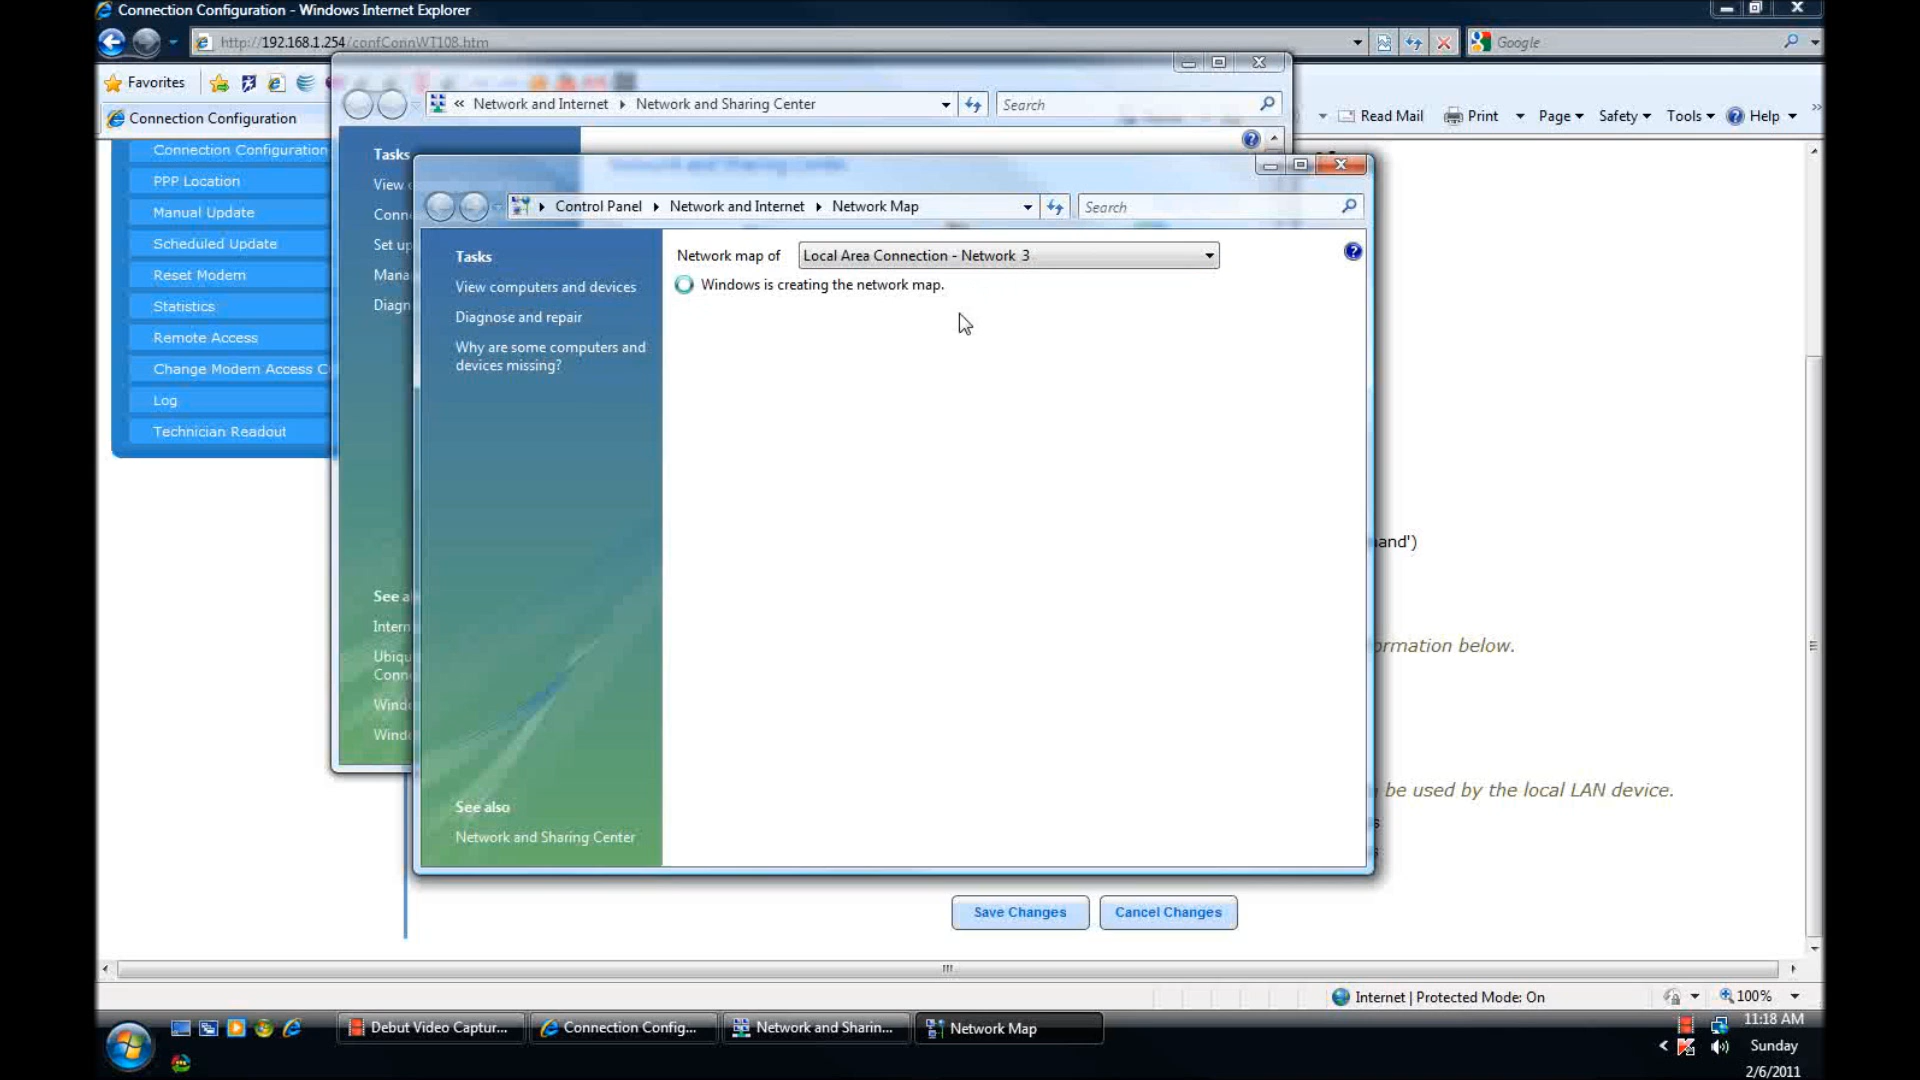 Connection Configuration - Windows Internet Explorer
http://192.168.1.254/confConnWT108.htm
Google
Favorites
Connection Configuration
Read Mail
Print
Page
Safety
Tools
Help
Connection Configuration
PPP Location
Manual Update
Scheduled Update
Reset Modem
Statistics
Remote Access
Change Modem Access C
Log
Technician Readout
« Network and Internet
Network and Sharing Center
Search
Tasks
View
Conn
Set up
Mana
Diagn
See a
Intern
Ubiqu
Conn
Windo
Windo
Control Panel
Network and Internet
Network Map
Search
Tasks
View computers and devices
Diagnose and repair
Why are some computers and
devices missing?
See also
Network and Sharing Center
Network map of
Local Area Connection - Network 3
Windows is creating the network map.
and')
ormation below.
be used by the local LAN device.
Save Changes
Cancel Changes
Internet | Protected Mode: On
100%
Debut Video Captur...
Connection Config...
Network and Sharin...
Network Map
11:18 AM
Sunday
2/6/2011